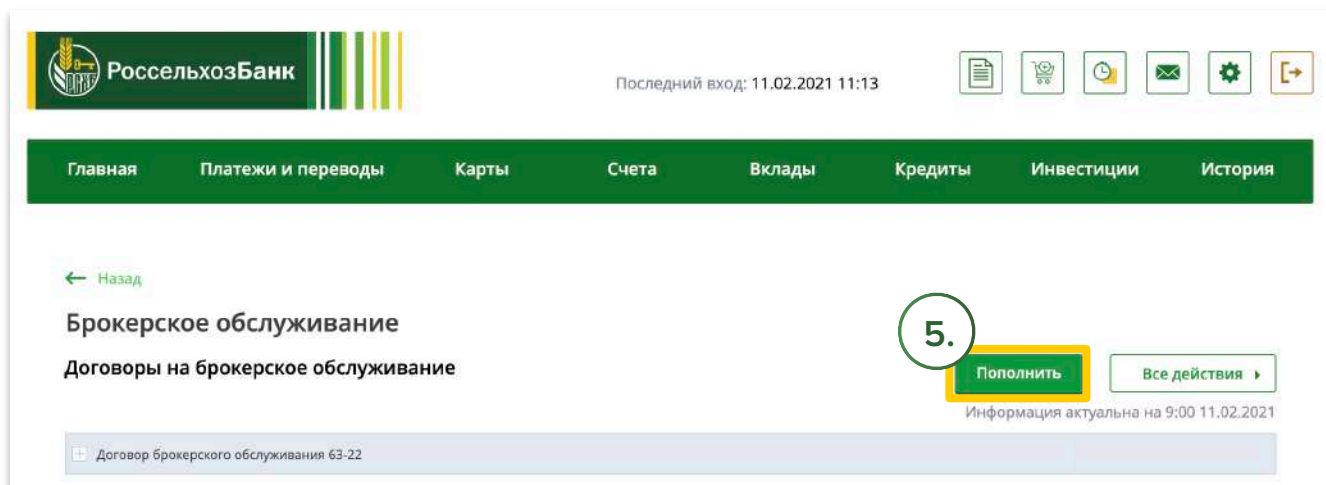 РоссельхозБанк
Последний вход: 11.02.2021 11:13
Главная Платежи и переводы Карты Счета Вклады Кредиты Инвестиции История
← Назад
Брокерское обслуживание
5.
Договоры на брокерское обслуживание
Пополнить Все действия
Информация актуальна на 9:00 11.02.2021
Договор брокерского обслуживания 63-22